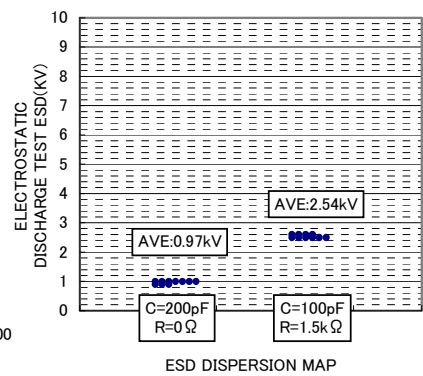 ELECTROSTATIC
DISCHARGE TEST ESD(KV)
10
9
8
7
6
5
4
3
2
1
0
AVE:2.54kV
AVE:0.97kV
C=200pF
R=0Ω
C=100pF
R=1.5kΩ
00
ESD DISPERSION MAP